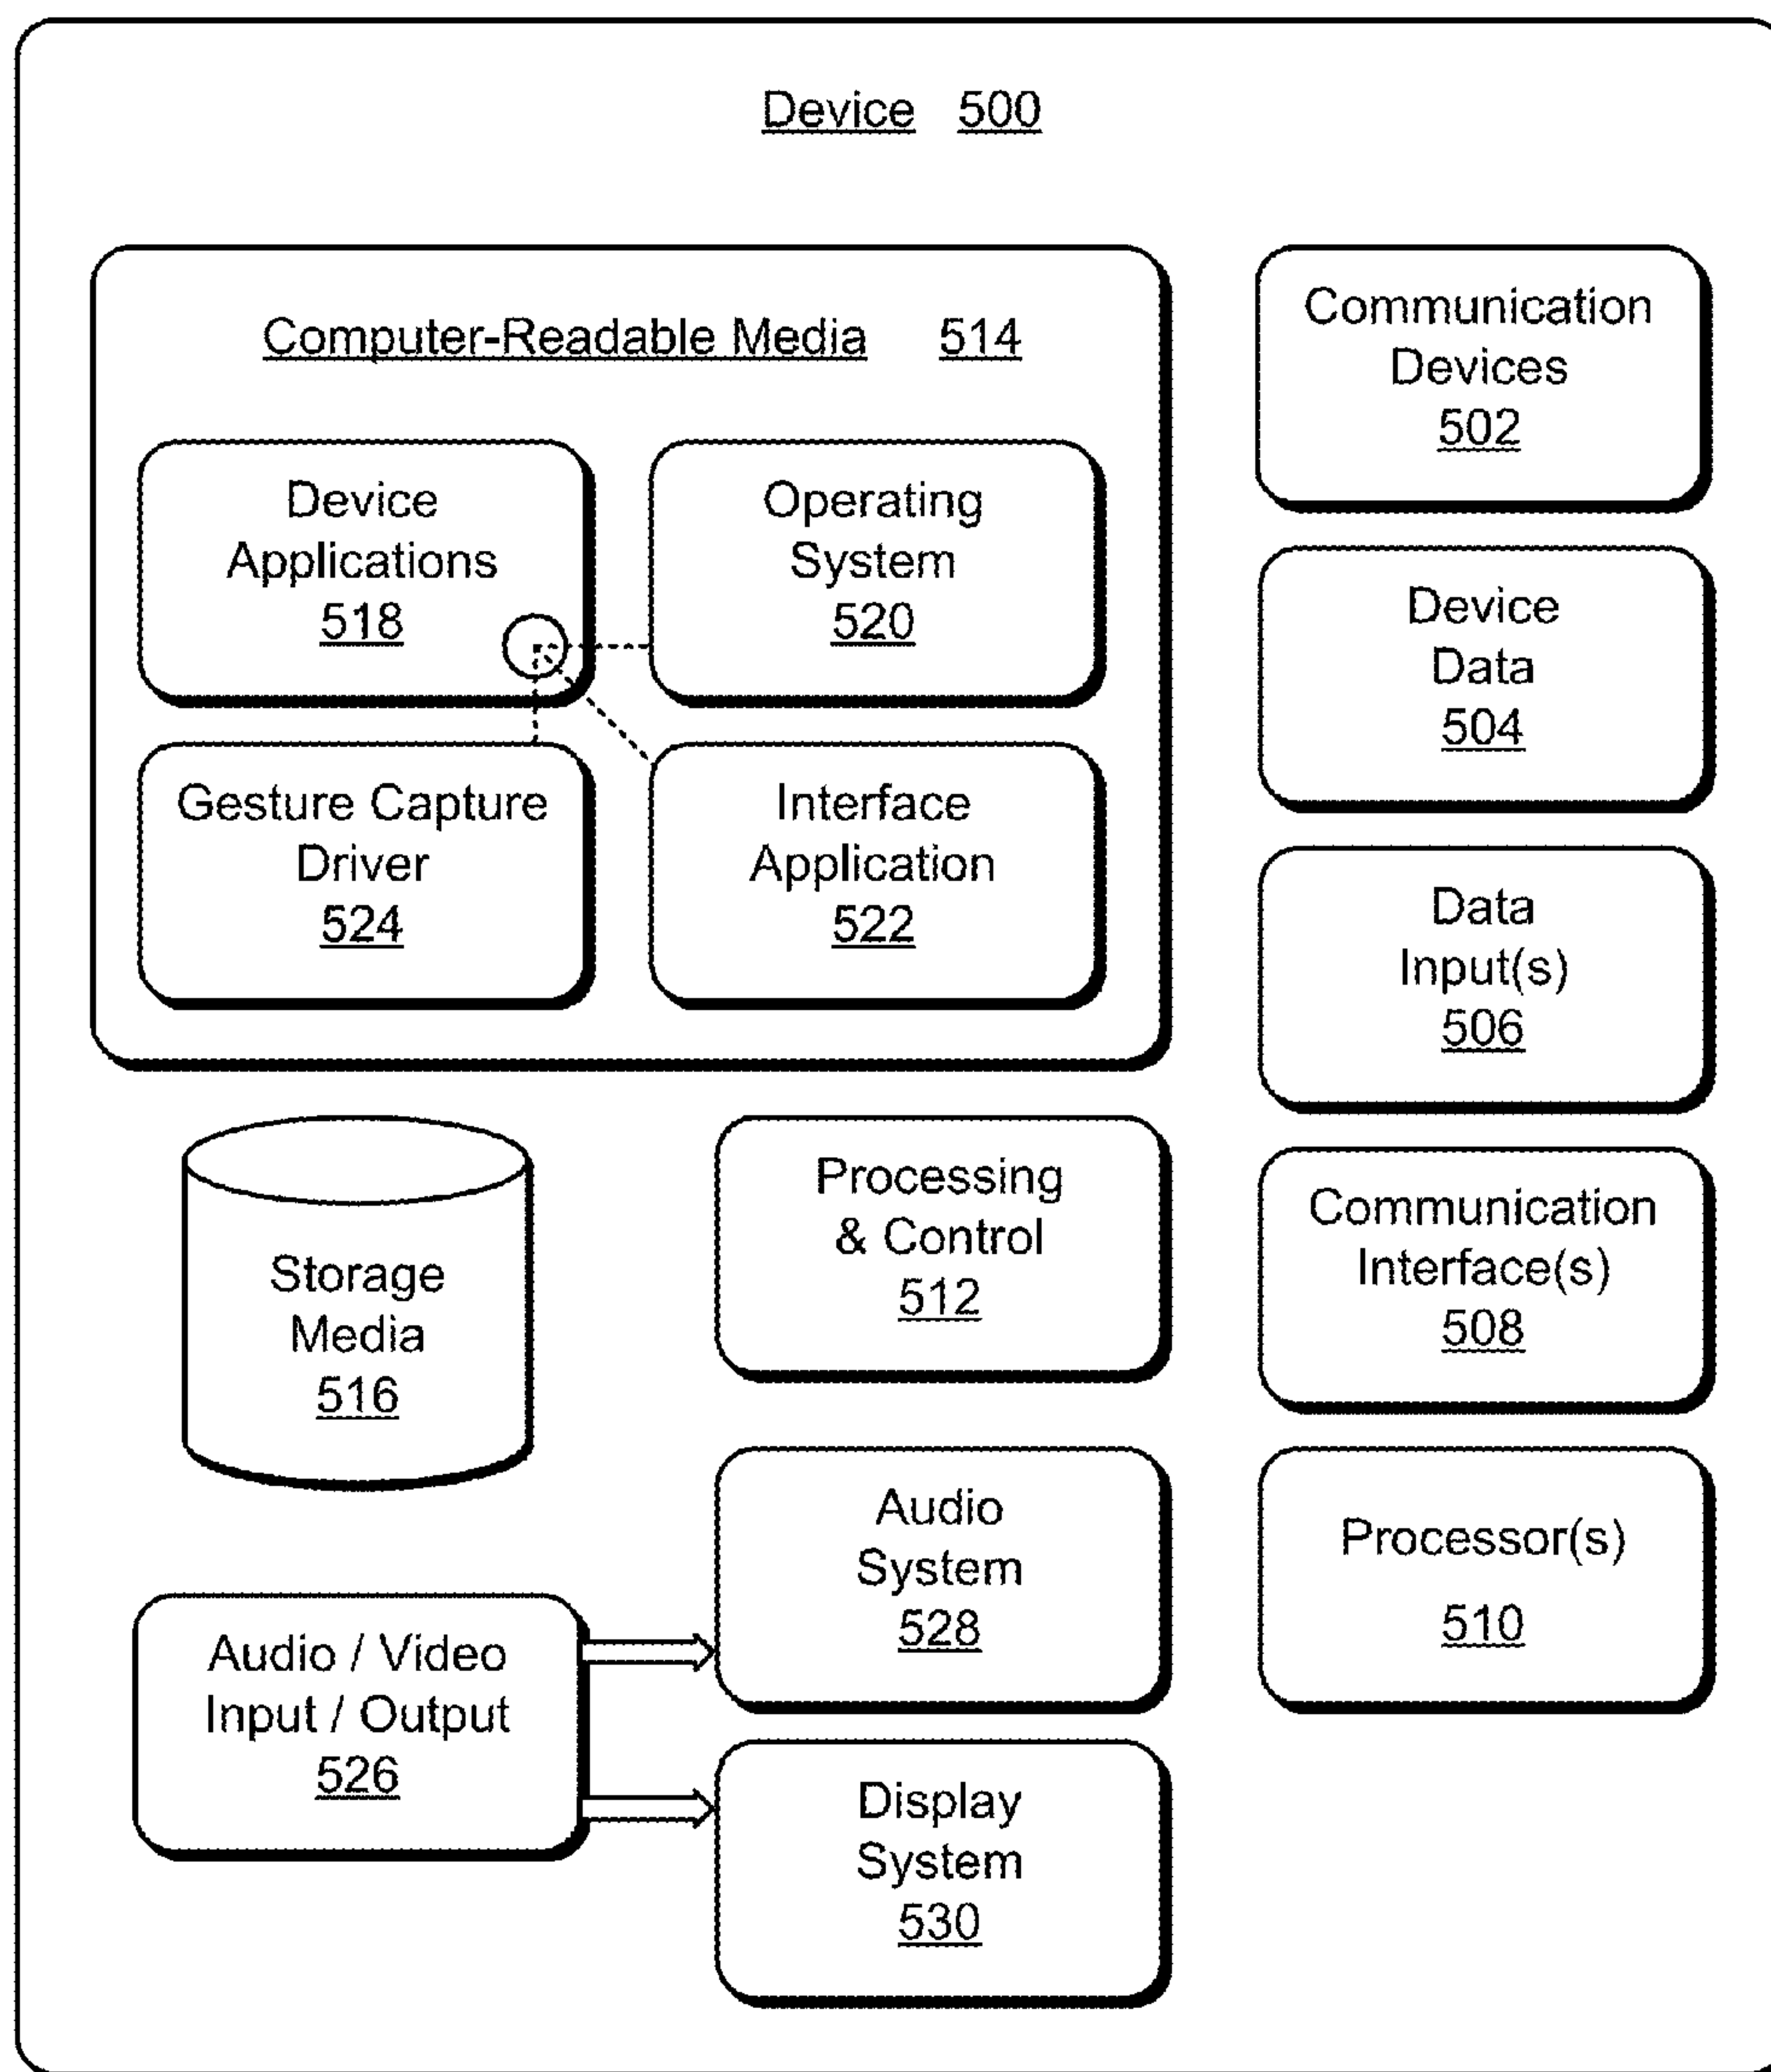 Device 500
Computer-Readable Media 514
Device
Applications
518
Operating
System
520
Gesture Capture
Driver
524
Interface
Application
522
Communication
Devices
502
Device
Data
504
Data
Input(s)
506
Communication
Interface(s)
508
Processor(s)
510
Storage
Media
516
Processing
& Control
512
Audio / Video
Input / Output
526
Audio
System
528
Display
System
530